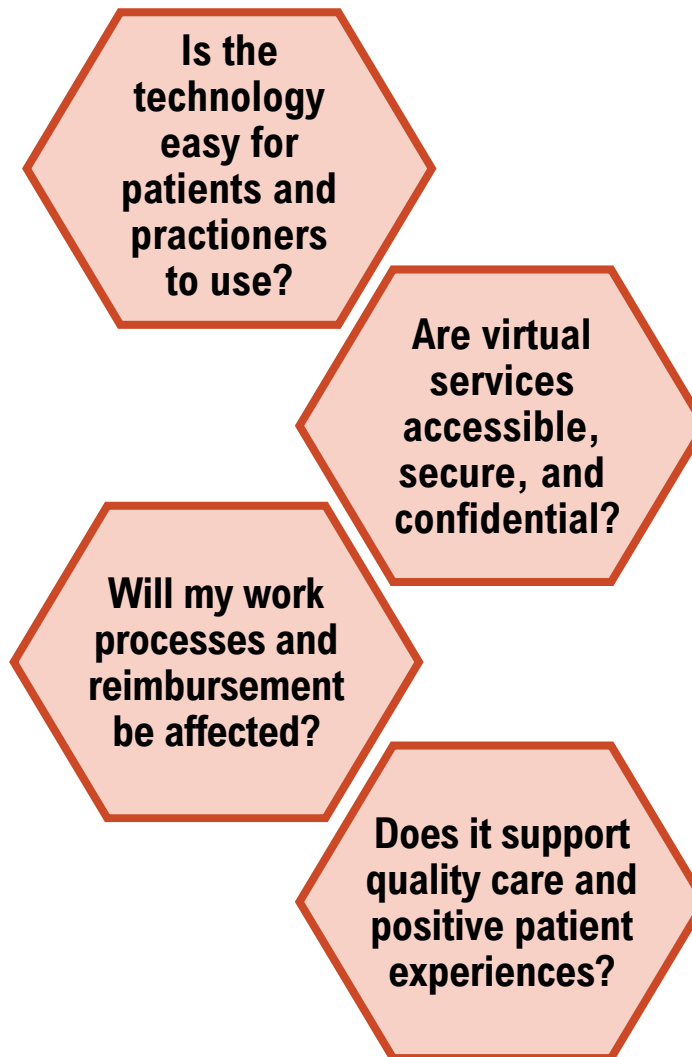 Is the
technology
easy for
patients and
practioners
to use?
Are virtual
services
accessible,
secure, and
confidential?
Will my work
processes and
reimbursement
be affected?
Does it support
quality care and
positive patient
experiences?